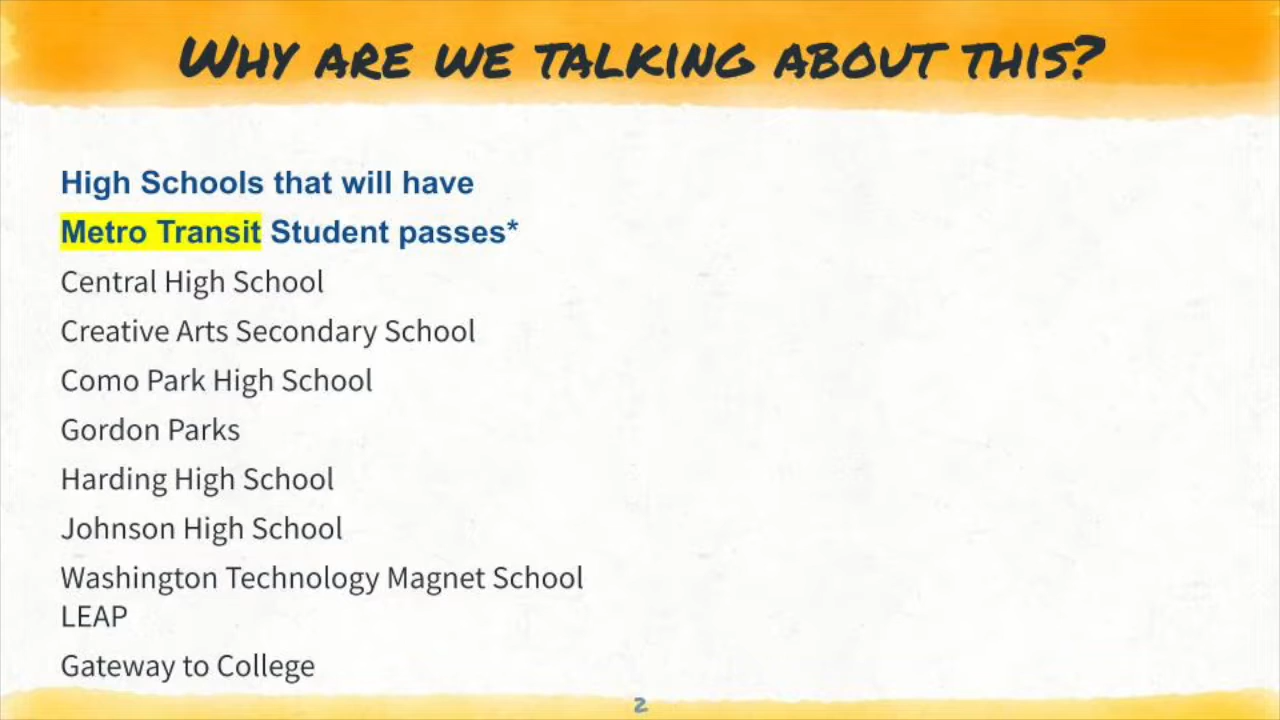 WHY ARE WE TALKING ABOUT THIS?
High Schools that will have
Metro Transit Student passes*
Central High School
Creative Arts Secondary School
Como Park High School
Gordon Parks
Harding High School
Johnson High School
Washington Technology Magnet School
LEAP
Gateway to College
2